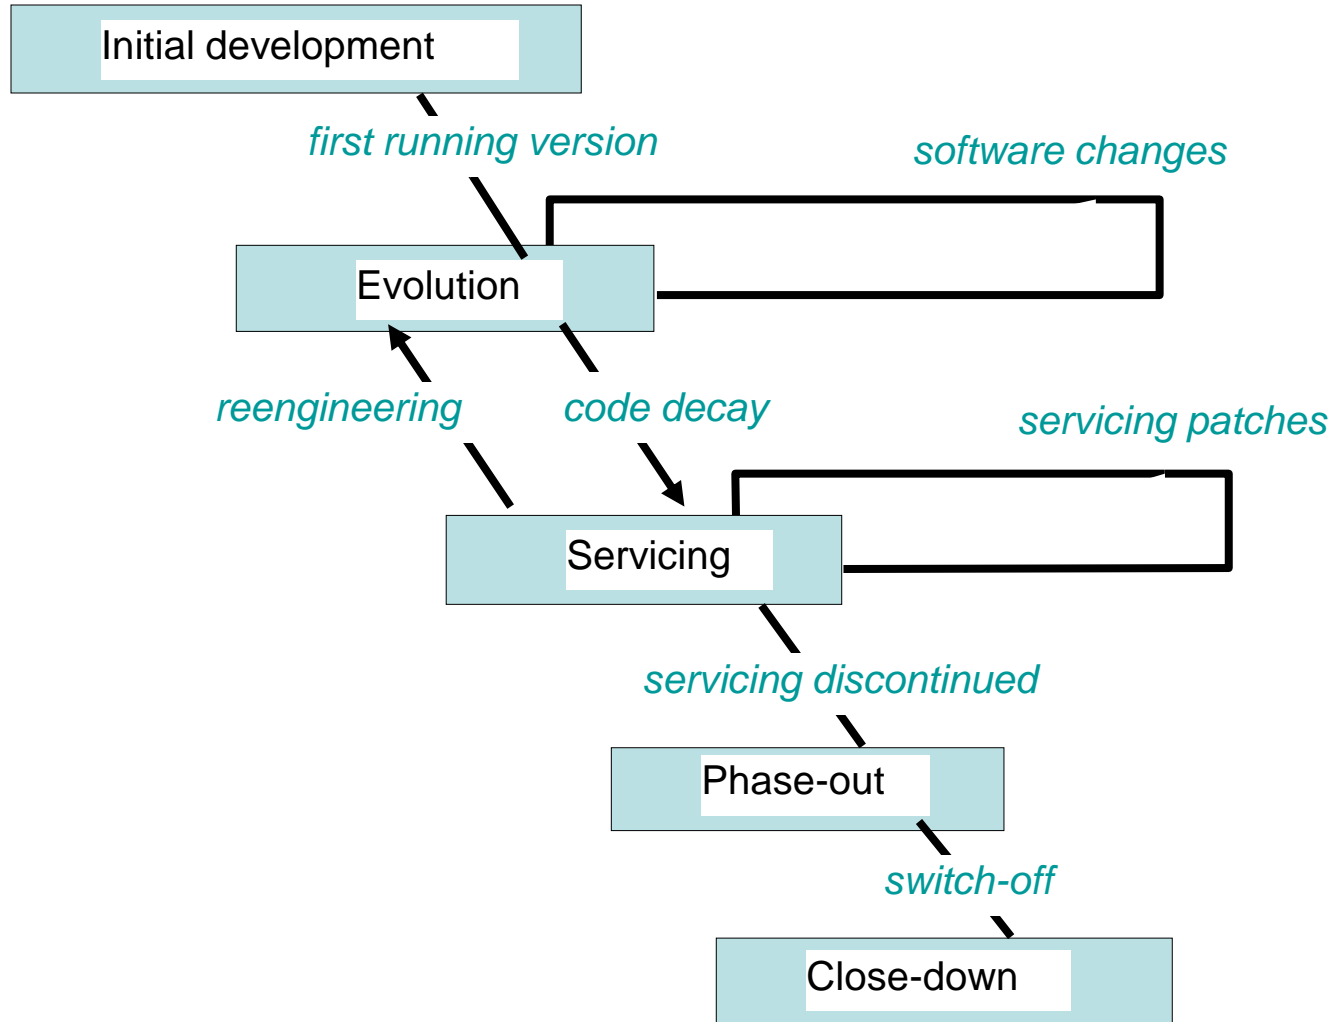 Initial development
first running version
software changes
Evolution
reengineering
code decay
servicing patches
Servicing
servicing discontinued
Phase-out
switch-off
Close-down